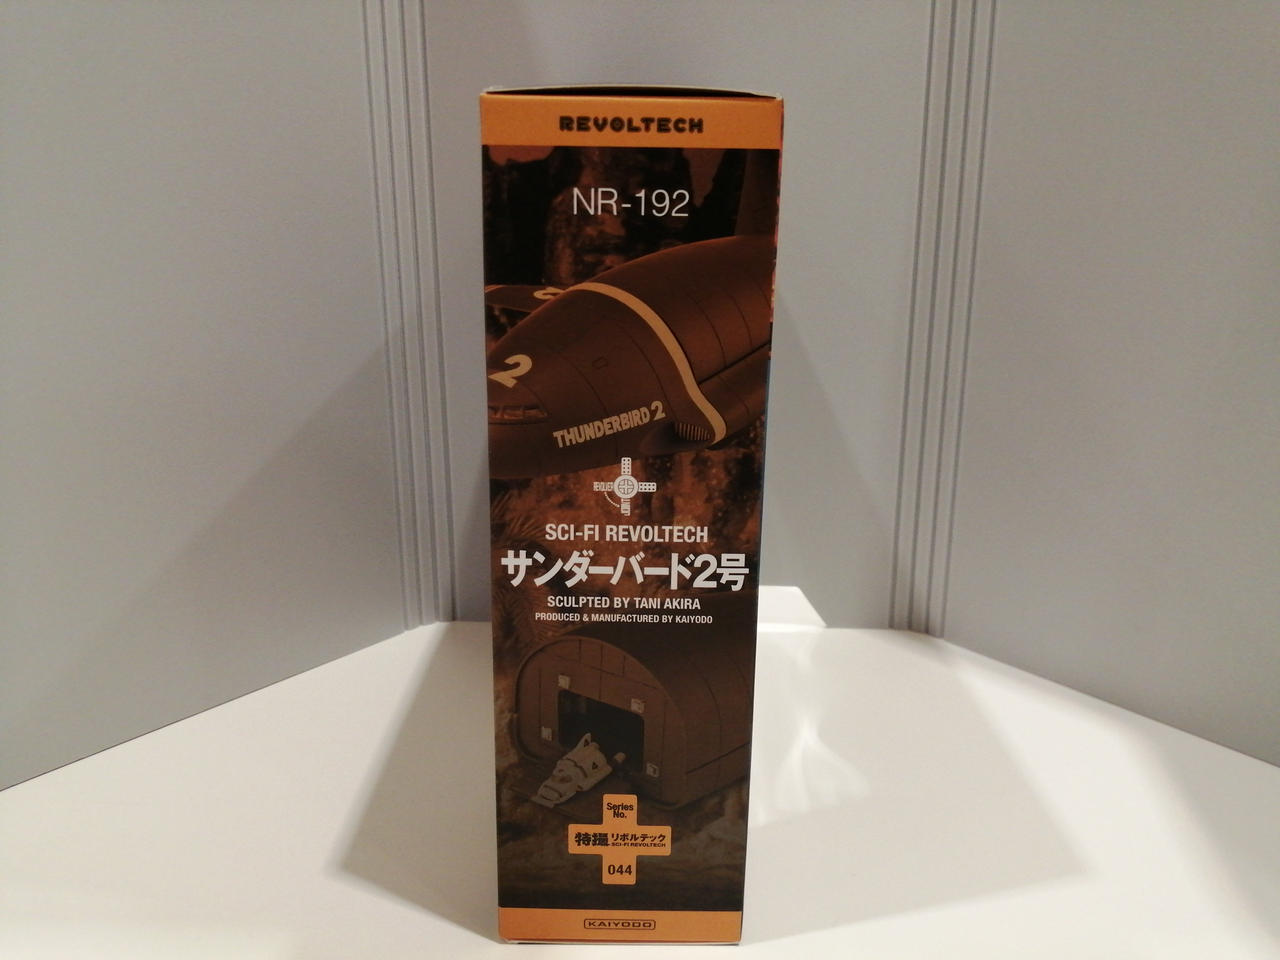 REVOLTECH
NR-192
2
2
THUNDERBIRD 2
REVOLVER
SCI-FI REVOLTECH
サンダーバード2号
SCULPTED BY TANI AKIRA
PRODUCED & MANUFACTURED BY KAIYODO
Series
No.
特撮 リボルテック
SCI-FI REVOLTECH
044
KAIYODO